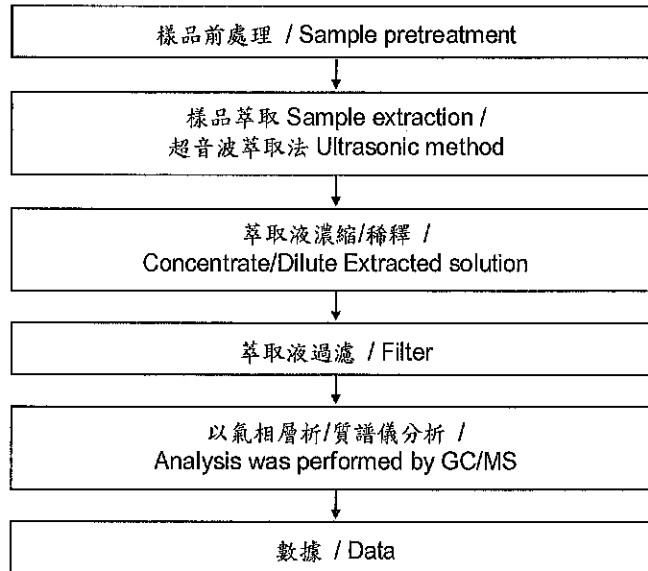 樣品前處理 / Sample pretreatment
樣品萃取 Sample extraction /
超音波萃取法 Ultrasonic method
萃取液濃縮/稀釋 /
Concentrate/Dilute Extracted solution
萃取液過濾 / Filter
以氣相層析/質譜儀分析 /
Analysis was performed by GC/MS
數據 / Data